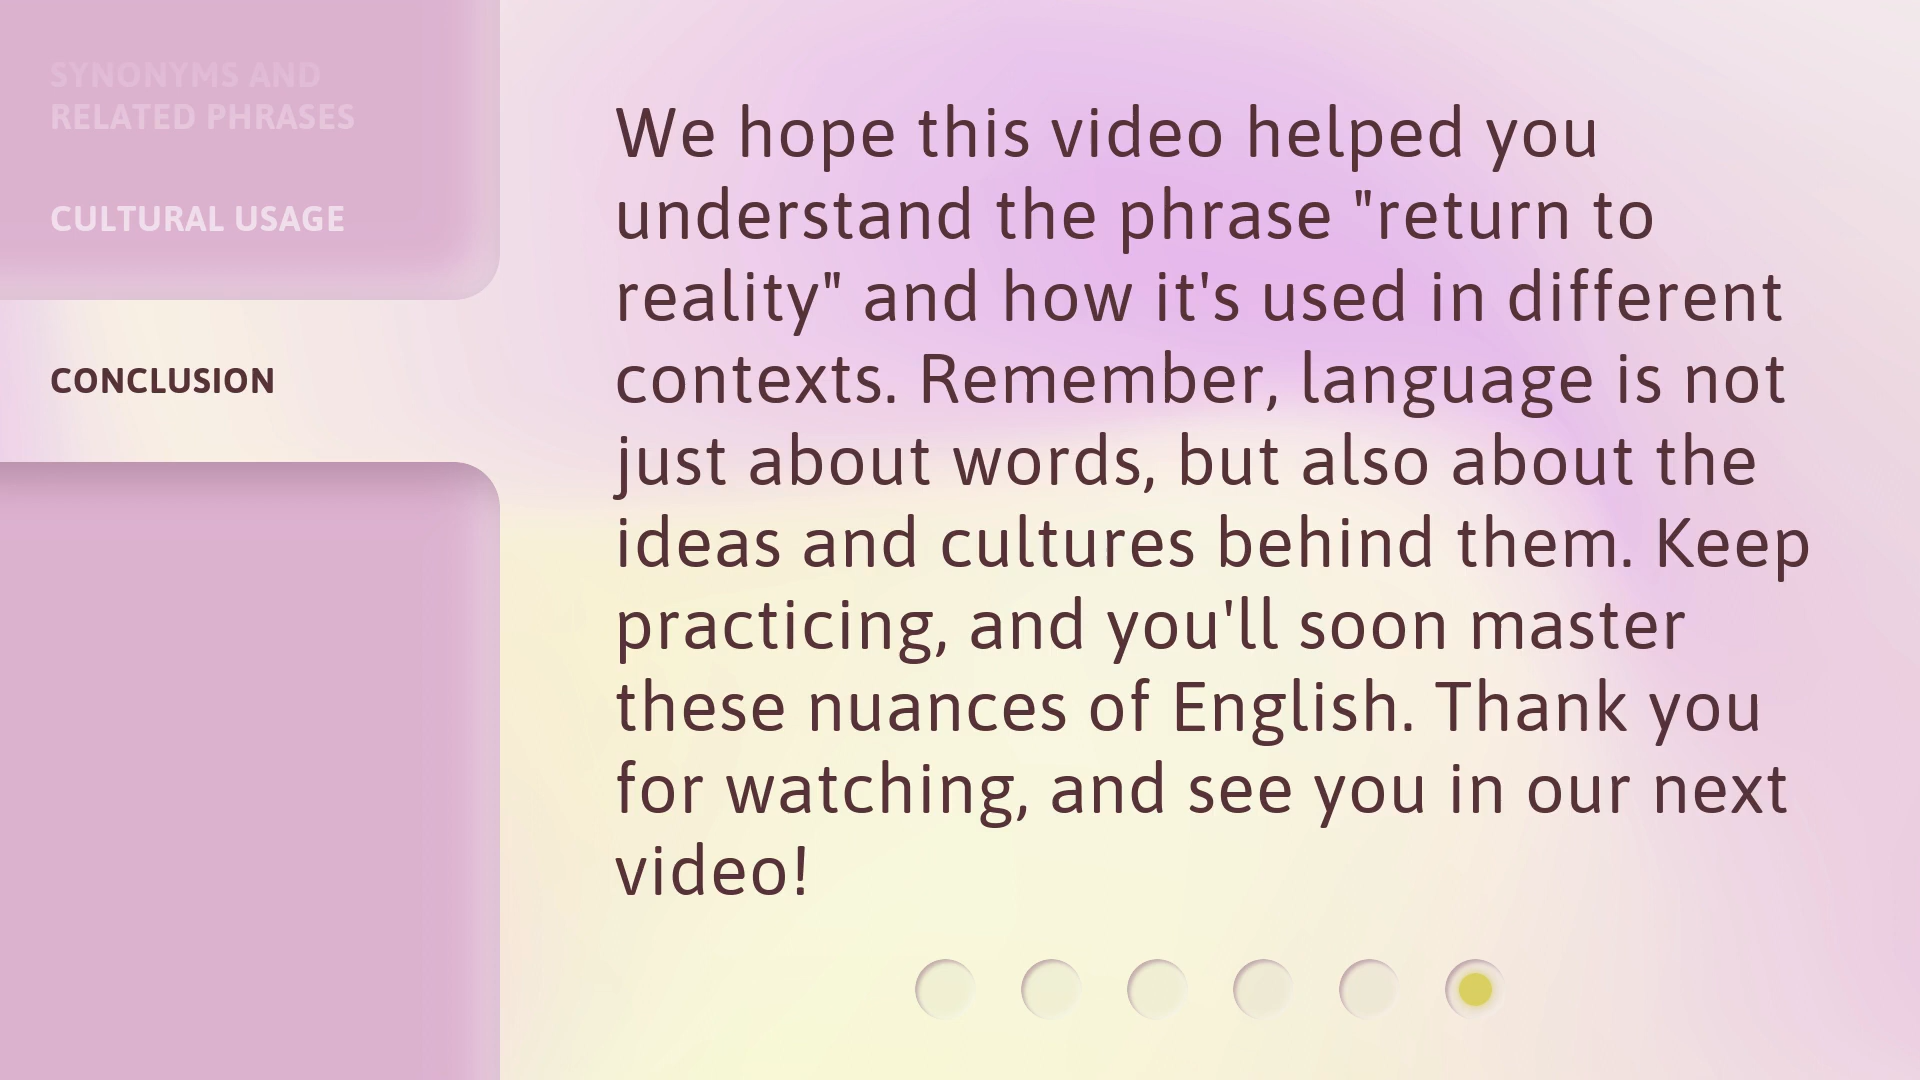 SYNONYMS AND
RELATED PHRASES
CULTURAL USAGE
CONCLUSION
We hope this video helped you
understand the phrase "return to
reality" and how it's used in different
contexts. Remember, language is not
just about words, but also about the
ideas and cultures behind them. Keep
practicing, and you'll soon master
these nuances of English. Thank you
for watching, and see you in our next
video!